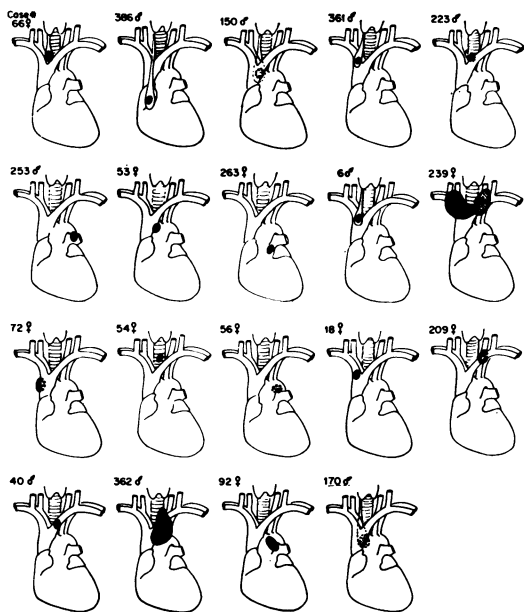 Case#
66♀ 386♂ 150♂ 361♂ 223♂
253♂ 53♀ 263♀ 6♂ 239♀
72♀ 54♀ 56♀ 18♀ 209♀
40♂ 362♂ 92♀ 170♂